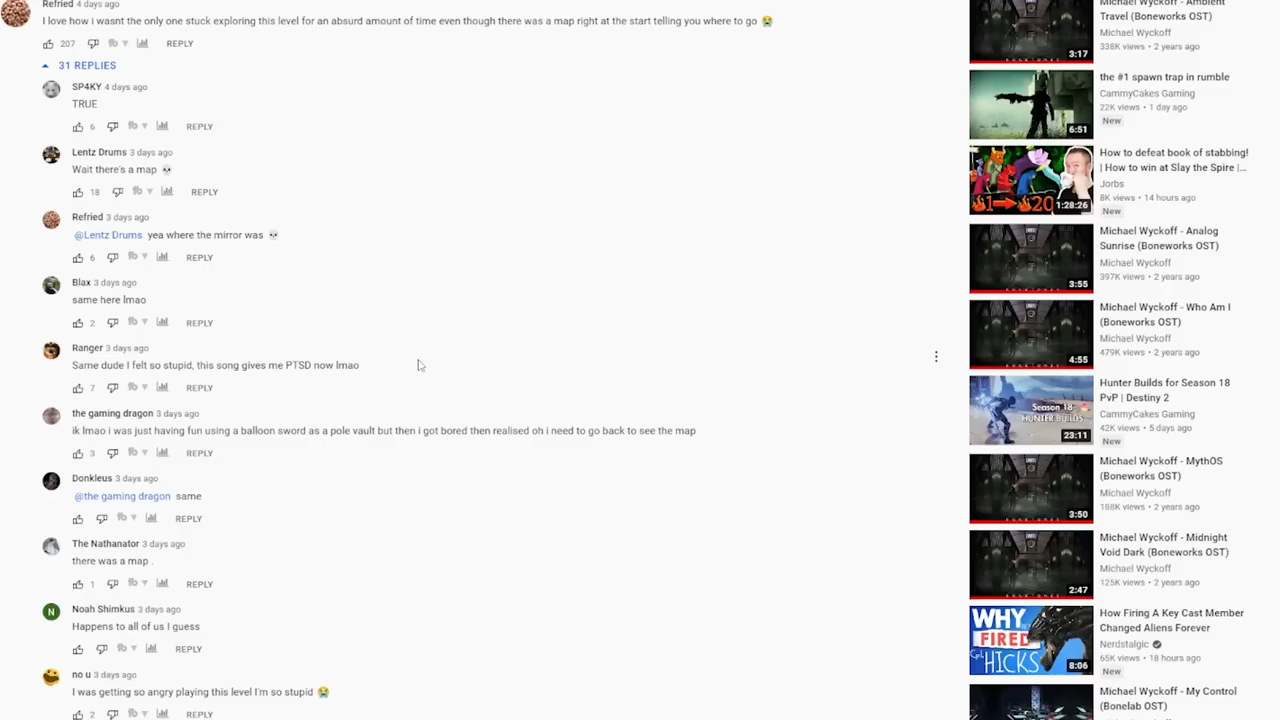 Refried 4 days ago
I love how i wasnt the only one stuck exploring this level for an absurd amount of time even though there was a map right at the start telling you where to go 😭
207 REPLY
31 REPLIES
SP4KY 4 days ago
TRUE
6 REPLY
Lentz Drums 3 days ago
Wait there's a map 💀
18 REPLY
Refried 3 days ago
@Lentz Drums yea where the mirror was 💀
6 REPLY
Blax 3 days ago
same here lmao
2 REPLY
Ranger 3 days ago
Same dude I felt so stupid, this song gives me PTSD now lmao
7 REPLY
the gaming dragon 3 days ago
ik lmao i was just having fun using a balloon sword as a pole vault but then i got bored then realised oh i need to go back to see the map
3 REPLY
Donkleus 3 days ago
@the gaming dragon same
REPLY
The Nathanator 3 days ago
there was a map .
1 REPLY
N
Noah Shimkus 3 days ago
Happens to all of us I guess
REPLY
no u 3 days ago
I was getting so angry playing this level I'm so stupid 😭
2 REPLY
Michael Wyckoff - Ambient
Travel (Boneworks OST)
Michael Wyckoff
338K views • 2 years ago
3:17
the #1 spawn trap in rumble
CammyCakes Gaming
22K views • 1 day ago
New
6:51
How to defeat book of stabbing!
| How to win at Slay the Spire |...
Jorbs
8K views • 14 hours ago
New
1→20
1:28:26
Michael Wyckoff - Analog
Sunrise (Boneworks OST)
Michael Wyckoff
397K views • 2 years ago
3:55
Michael Wyckoff - Who Am I
(Boneworks OST)
Michael Wyckoff
479K views • 2 years ago
4:55
Hunter Builds for Season 18
PvP | Destiny 2
CammyCakes Gaming
42K views • 5 days ago
New
Season 18
HUNTER BUILDS
23:11
Michael Wyckoff - MythOS
(Boneworks OST)
Michael Wyckoff
188K views • 2 years ago
3:50
Michael Wyckoff - Midnight
Void Dark (Boneworks OST)
Michael Wyckoff
125K views • 2 years ago
2:47
How Firing A Key Cast Member
Changed Aliens Forever
Nerdstalgic
65K views • 18 hours ago
New
WHY
FIRED
HICKS
8:06
Michael Wyckoff - My Control
(Bonelab OST)